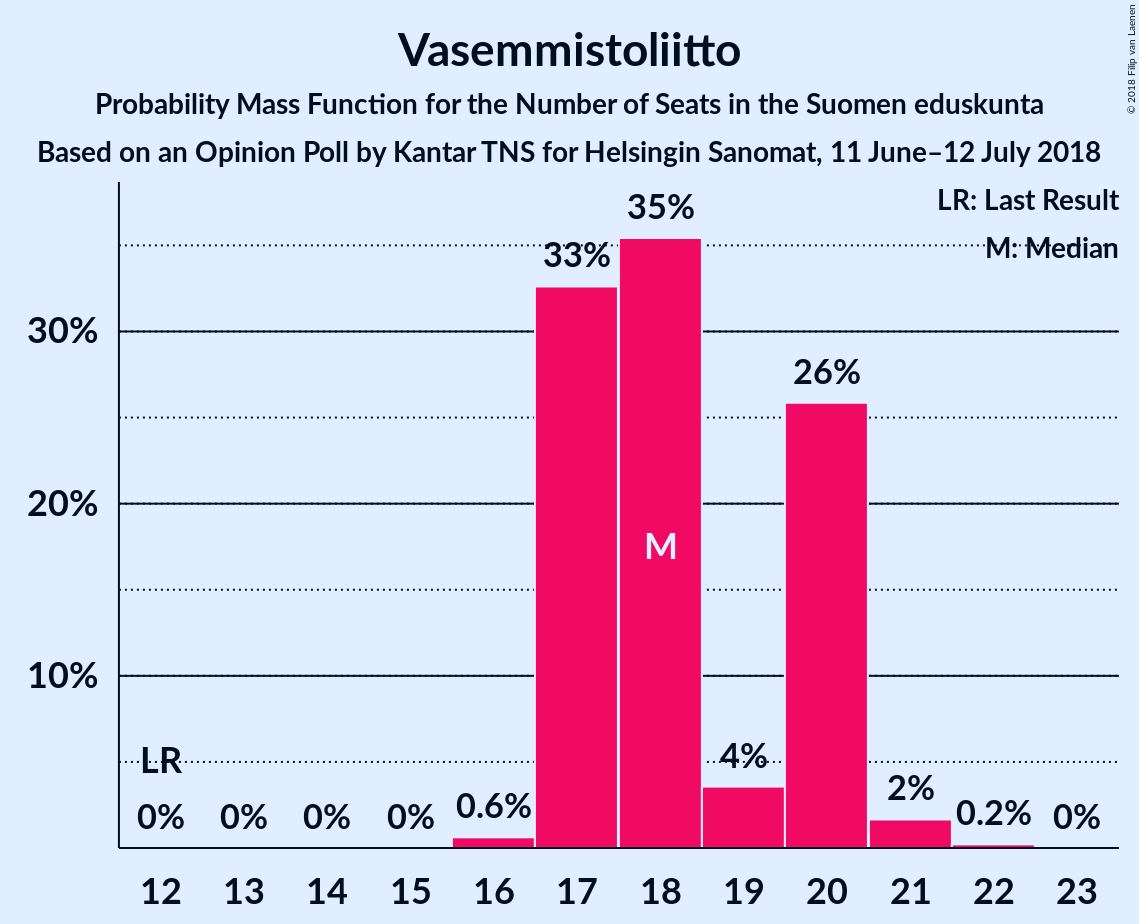 Vasemmistoliitto
Probability Mass Function for the Number of Seats in the Suomen eduskunta
Based on an Opinion Poll by Kantar TNS for Helsingin Sanomat, 11 June–12 July 2018
© 2018 Filip van Laenen
LR: Last Result
M: Median
30%
20%
10%
LR
0%
0%
0%
0%
0.6%
33%
35%
M
4%
26%
2%
0.2%
0%
12 13 14 15 16 17 18 19 20 21 22 23